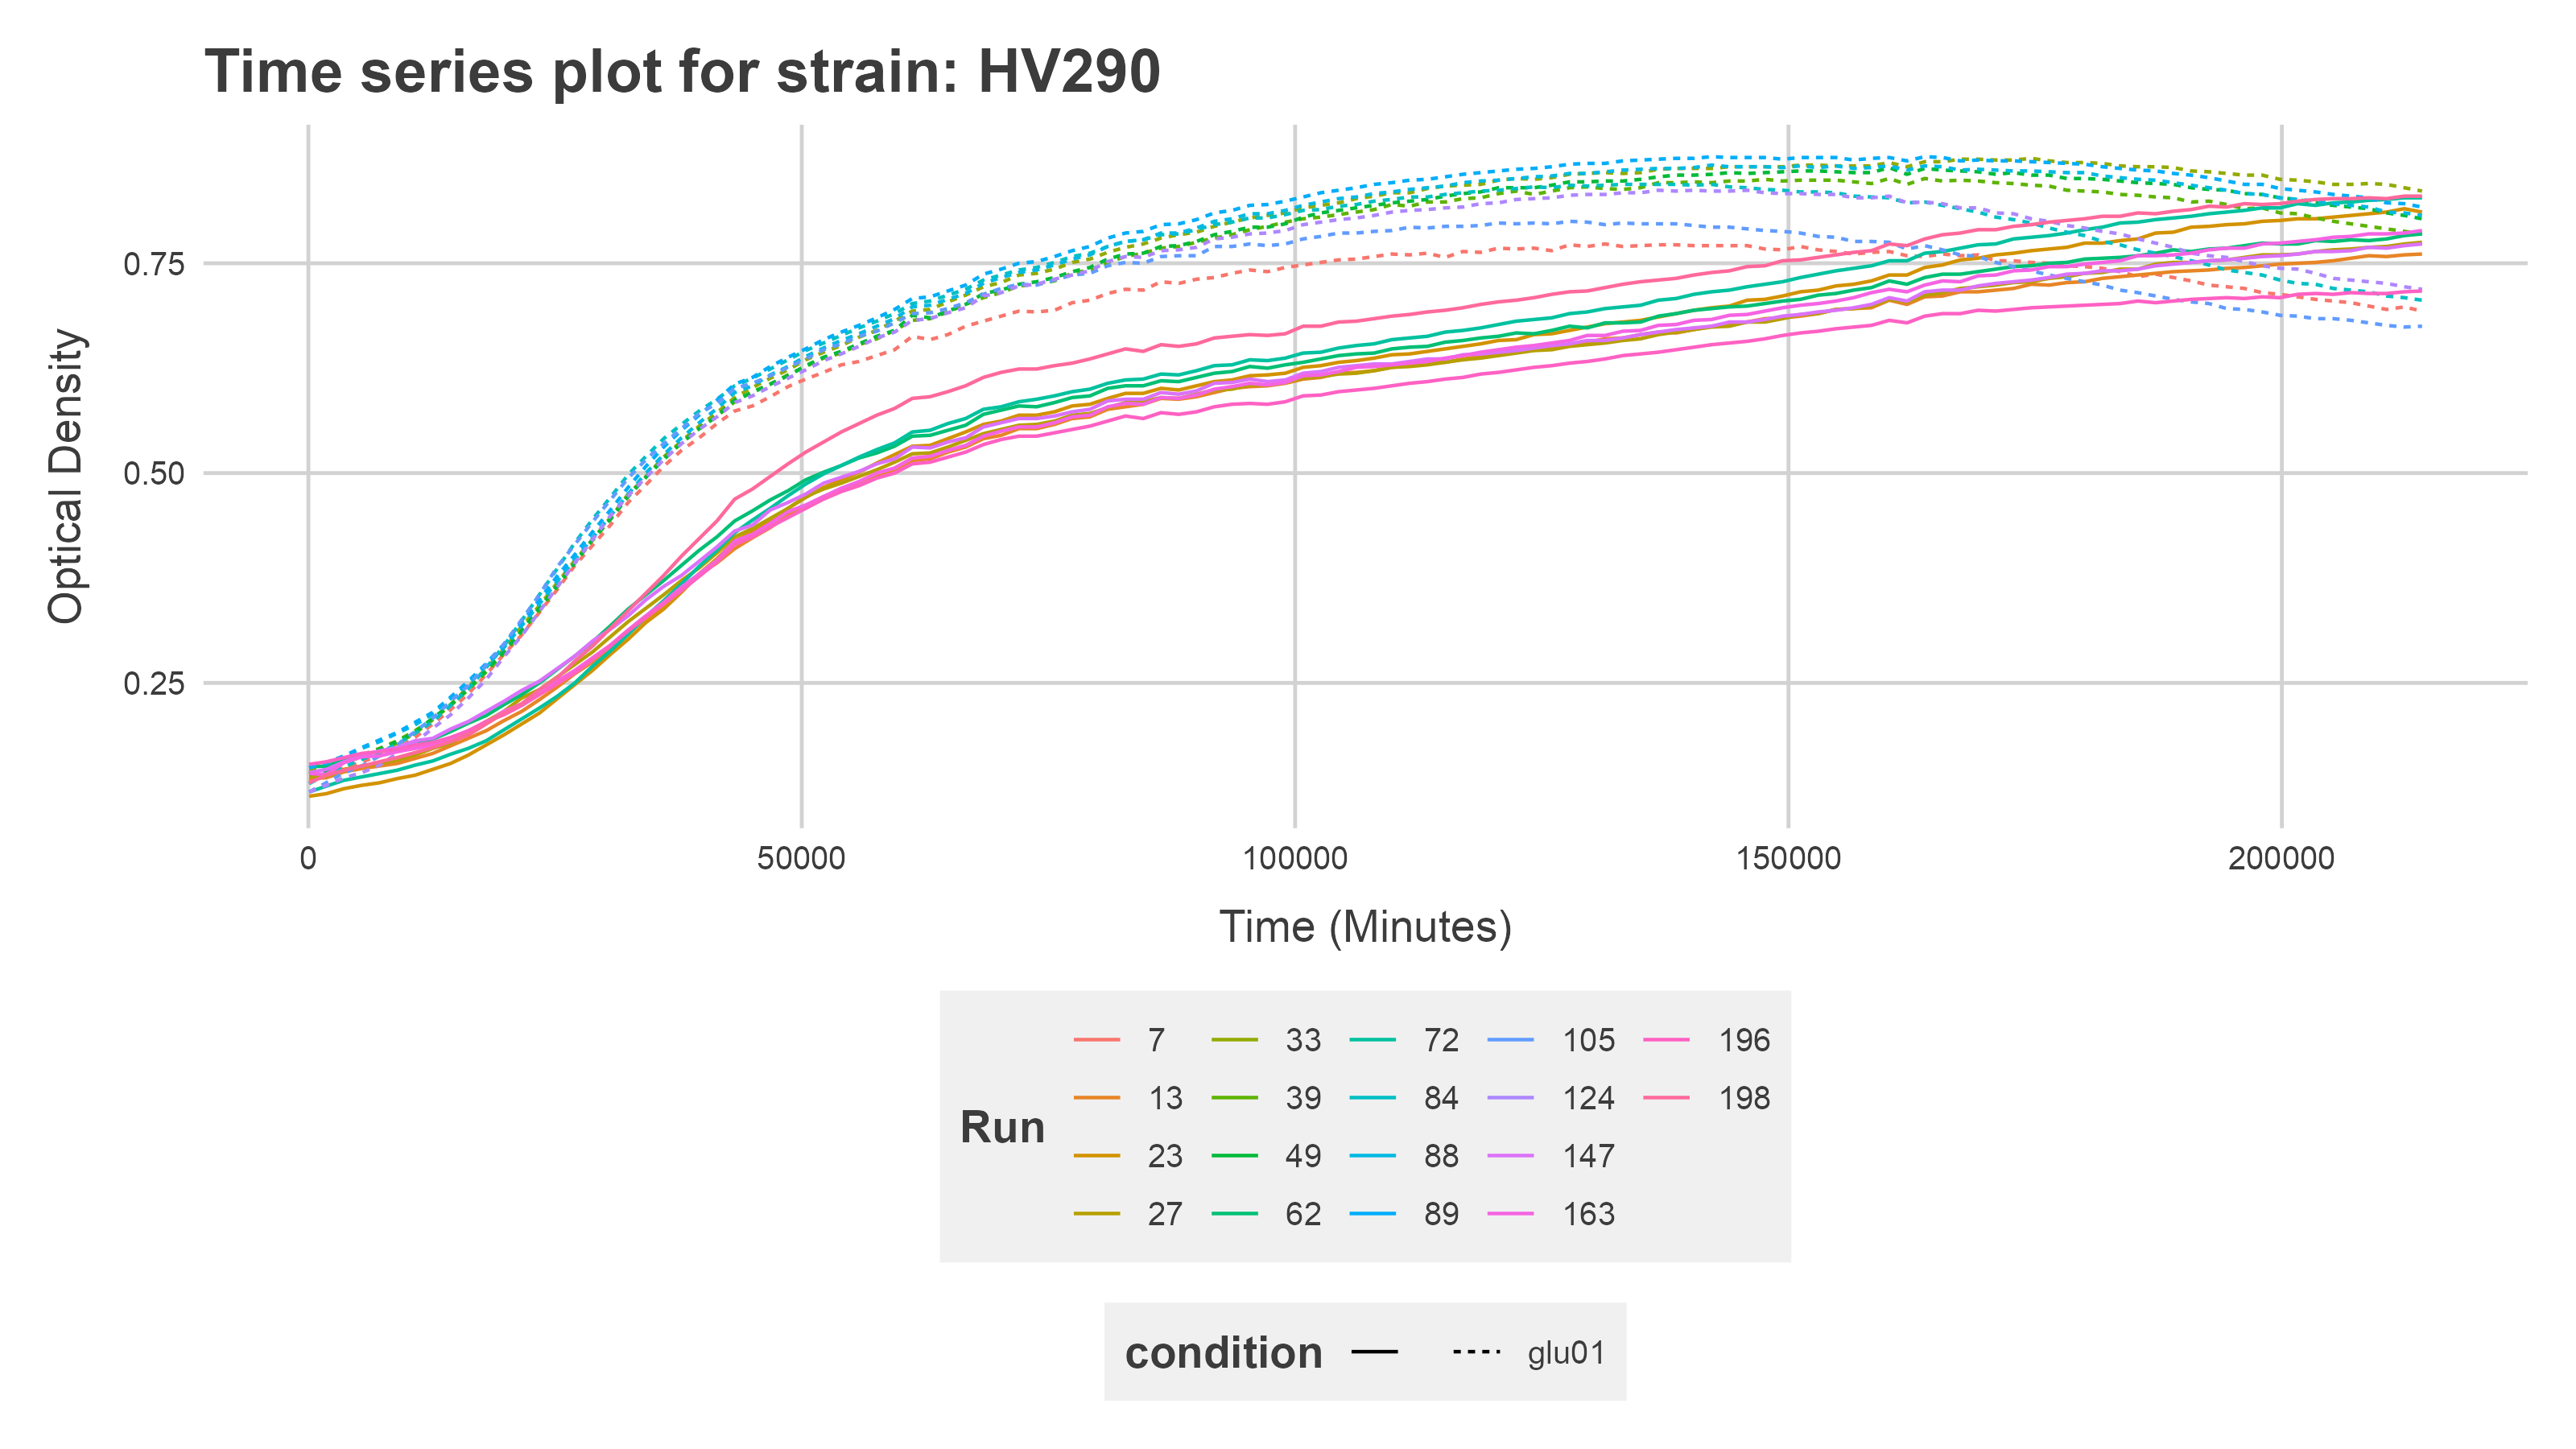 Time series plot for strain: HV290
Optical Density
0.75
0.50
0.25
0 50000 100000 150000 200000
Time (Minutes)
Run
7 33 72 105 196
13 39 84 124 198
23 49 88 147
27 62 89 163
condition glu01